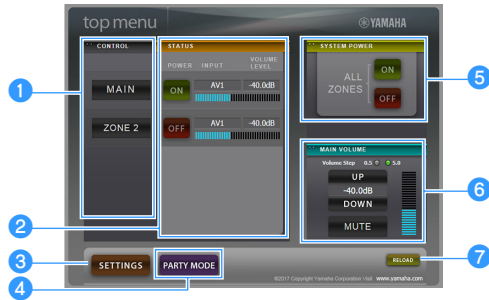 top menu
YAMAHA
CONTROL
STATUS
SYSTEM POWER
POWER INPUT VOLUME LEVEL
MAIN
ON AV1 -40.0dB
ZONE 2
OFF AV1 -40.0dB
ALL ZONES
ON
OFF
MAIN VOLUME
Volume Step 0.5 5.0
UP
-40.0dB
DOWN
MUTE
SETTINGS
PARTY MODE
RELOAD
©2017 Copyright Yamaha Corporation Visit www.yamaha.com
1
2
3
4
5
6
7